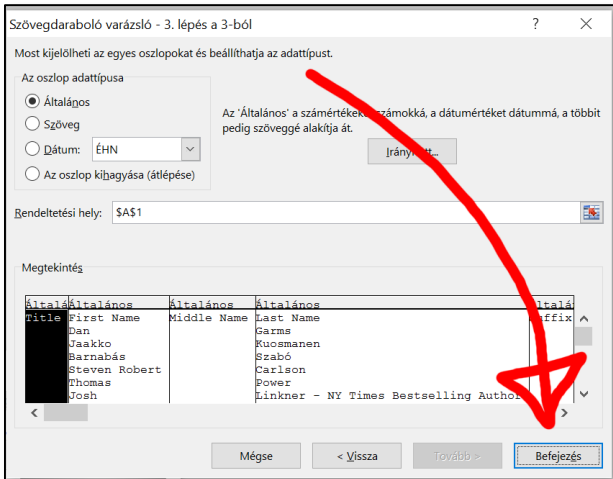 Szövegdaraboló varázsló - 3. lépés a 3-ból
Most kijelölheti az egyes oszlopokat és beállíthatja az adattípust.
Az oszlop adattípusa
Általános
Szöveg
Dátum: ÉHN
Az oszlop kihagyása (átlépése)
Az 'Általános' a számértékeket számokká, a dátumértéket dátummá, a többit
pedig szöveggé alakítja át.
Rendeltetési hely: $A$1
Megtekintés
Általá Általános Általános Általános
Title First Name Middle Name Last Name
Dan Garms
Jaakko Kuosmanen
Barnabás Szabó
Steven Robert Carlson
Thomas Power
Josh Linkner - NY Times Bestselling Author
Mégse < Vissza Tovább > Befejezés